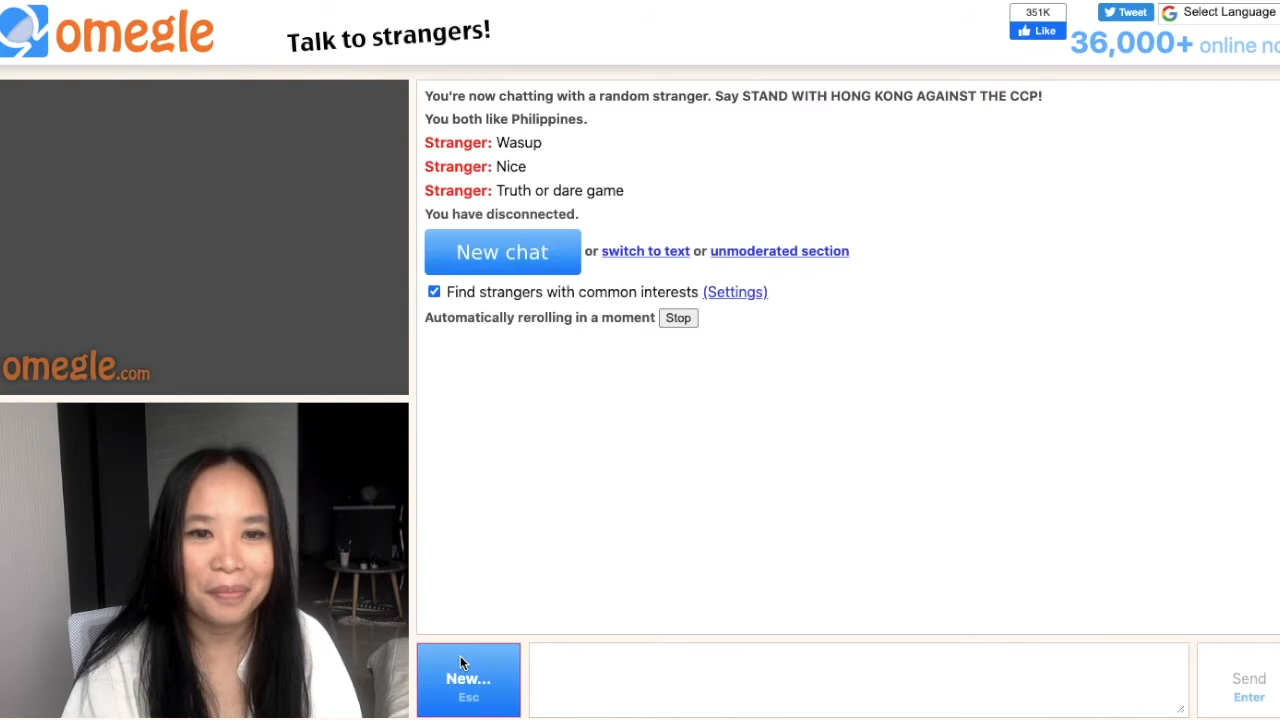 omegle
Talk to strangers!
351K
Like
Tweet
Select Language
36,000+ online
You're now chatting with a random stranger. Say STAND WITH HONG KONG AGAINST THE CCP!
You both like Philippines.
Stranger: Wasup
Stranger: Nice
Stranger: Truth or dare game
You have disconnected.
New chat or switch to text or unmoderated section
Find strangers with common interests (Settings)
Automatically rerolling in a moment Stop
omegle.com
New...
Esc
Send
Enter